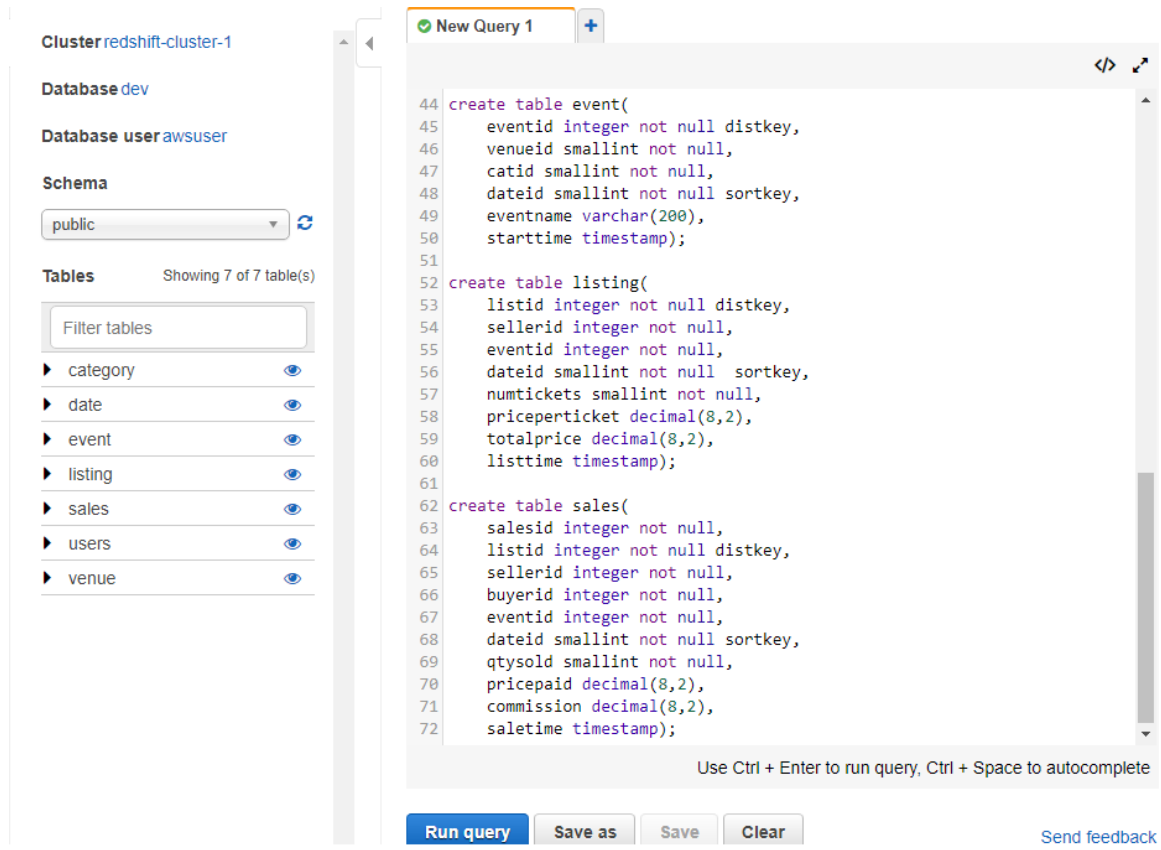 Cluster redshift-cluster-1
Database dev
Database user awsuser
Schema
public
Tables Showing 7 of 7 table(s)
Filter tables
category
date
event
listing
sales
users
venue
New Query 1 +
</>
44 create table event(
45     eventid integer not null distkey,
46     venueid smallint not null,
47     catid smallint not null,
48     dateid smallint not null sortkey,
49     eventname varchar(200),
50     starttime timestamp);
51
52 create table listing(
53     listid integer not null distkey,
54     sellerid integer not null,
55     eventid integer not null,
56     dateid smallint not null  sortkey,
57     numtickets smallint not null,
58     priceperticket decimal(8,2),
59     totalprice decimal(8,2),
60     listtime timestamp);
61
62 create table sales(
63     salesid integer not null,
64     listid integer not null distkey,
65     sellerid integer not null,
66     buyerid integer not null,
67     eventid integer not null,
68     dateid smallint not null sortkey,
69     qtysold smallint not null,
70     pricepaid decimal(8,2),
71     commission decimal(8,2),
72     saletime timestamp);
Use Ctrl + Enter to run query, Ctrl + Space to autocomplete
Run query Save as Save Clear Send feedback